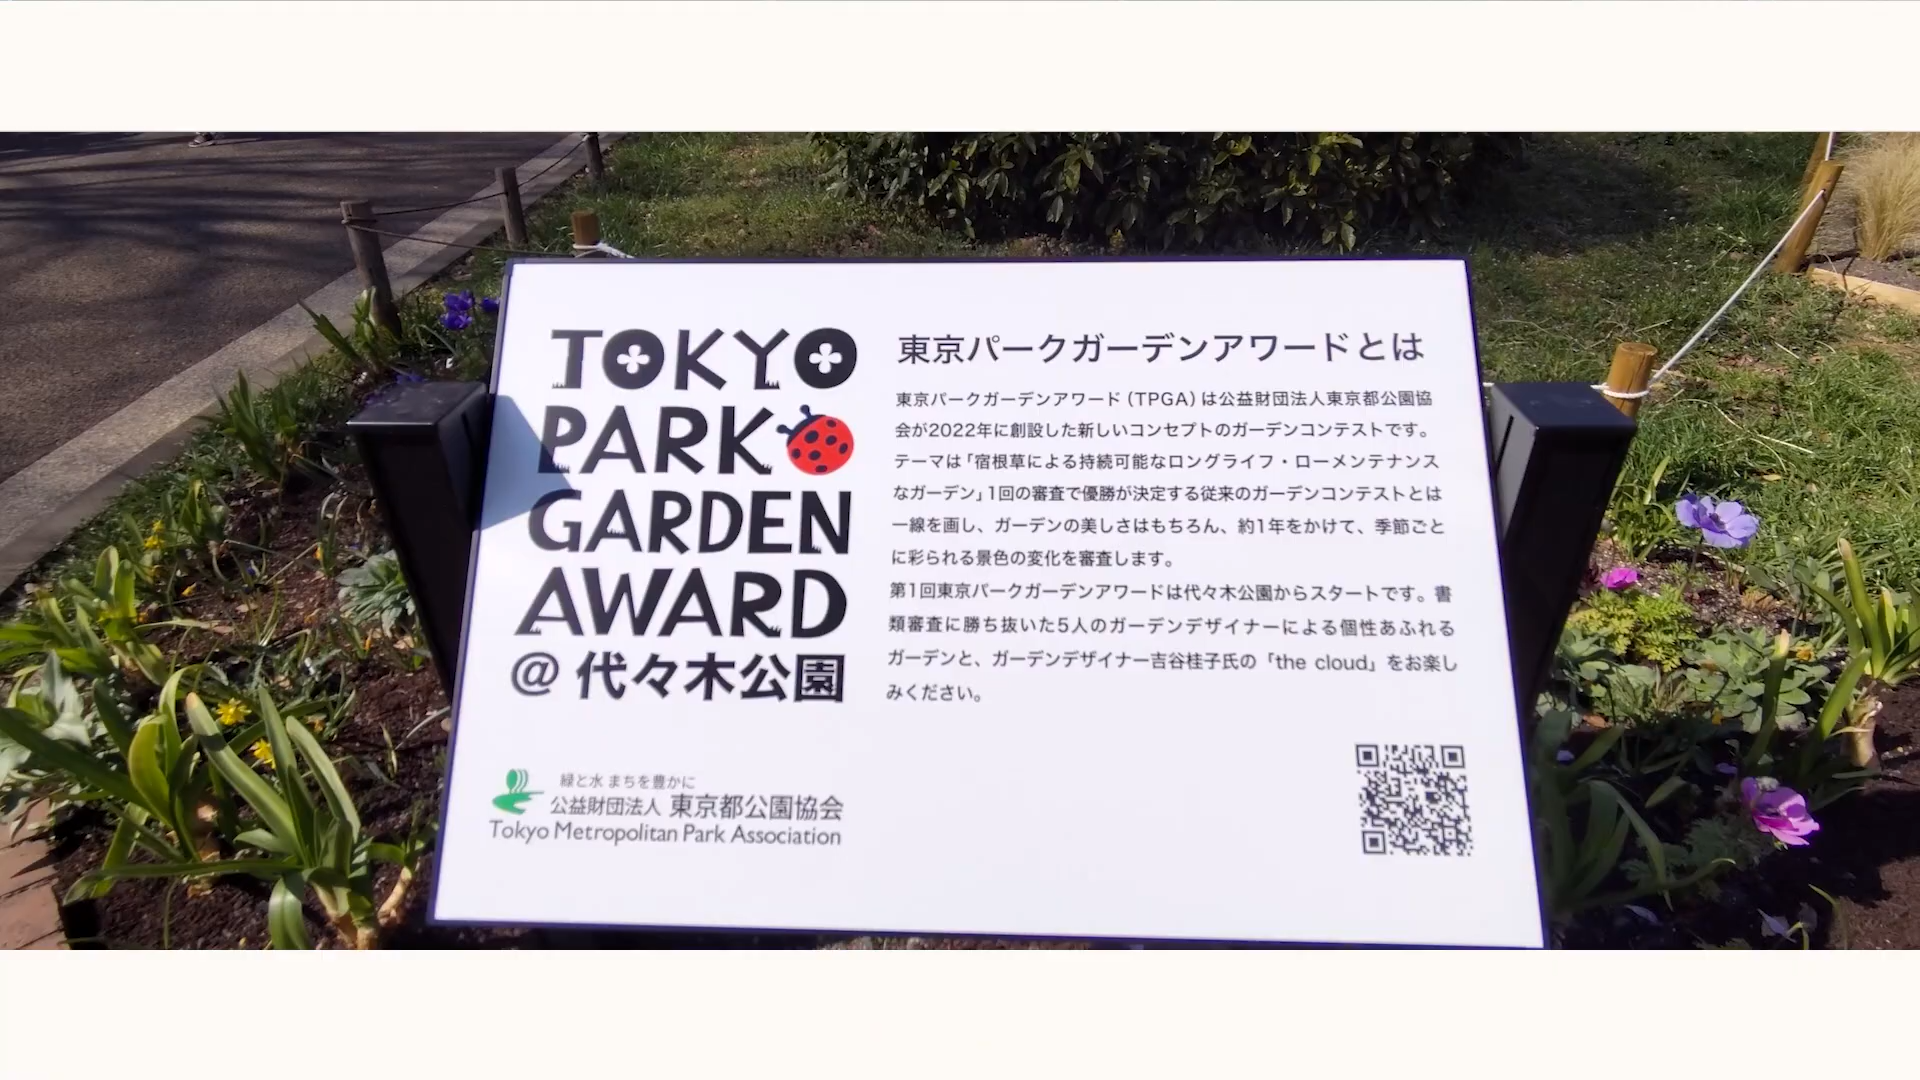 TOKYO
PARK
GARDEN
AWARD
@ 代々木公園
緑と水 まちを豊かに
公益財団法人 東京都公園協会
Tokyo Metropolitan Park Association
東京パークガーデンアワードとは
東京パークガーデンアワード（TPGA）は公益財団法人東京都公園協
会が2022年に創設した新しいコンセプトのガーデンコンテストです。
テーマは「宿根草による持続可能なロングライフ・ローメンテナンス
なガーデン」1回の審査で優勝が決定する従来のガーデンコンテストとは
一線を画し、ガーデンの美しさはもちろん、約1年をかけて、季節ごと
に彩られる景色の変化を審査します。
第1回東京パークガーデンアワードは代々木公園からスタートです。書
類審査に勝ち抜いた5人のガーデンデザイナーによる個性あふれる
ガーデンと、ガーデンデザイナー吉谷桂子氏の「the cloud」をお楽し
みください。